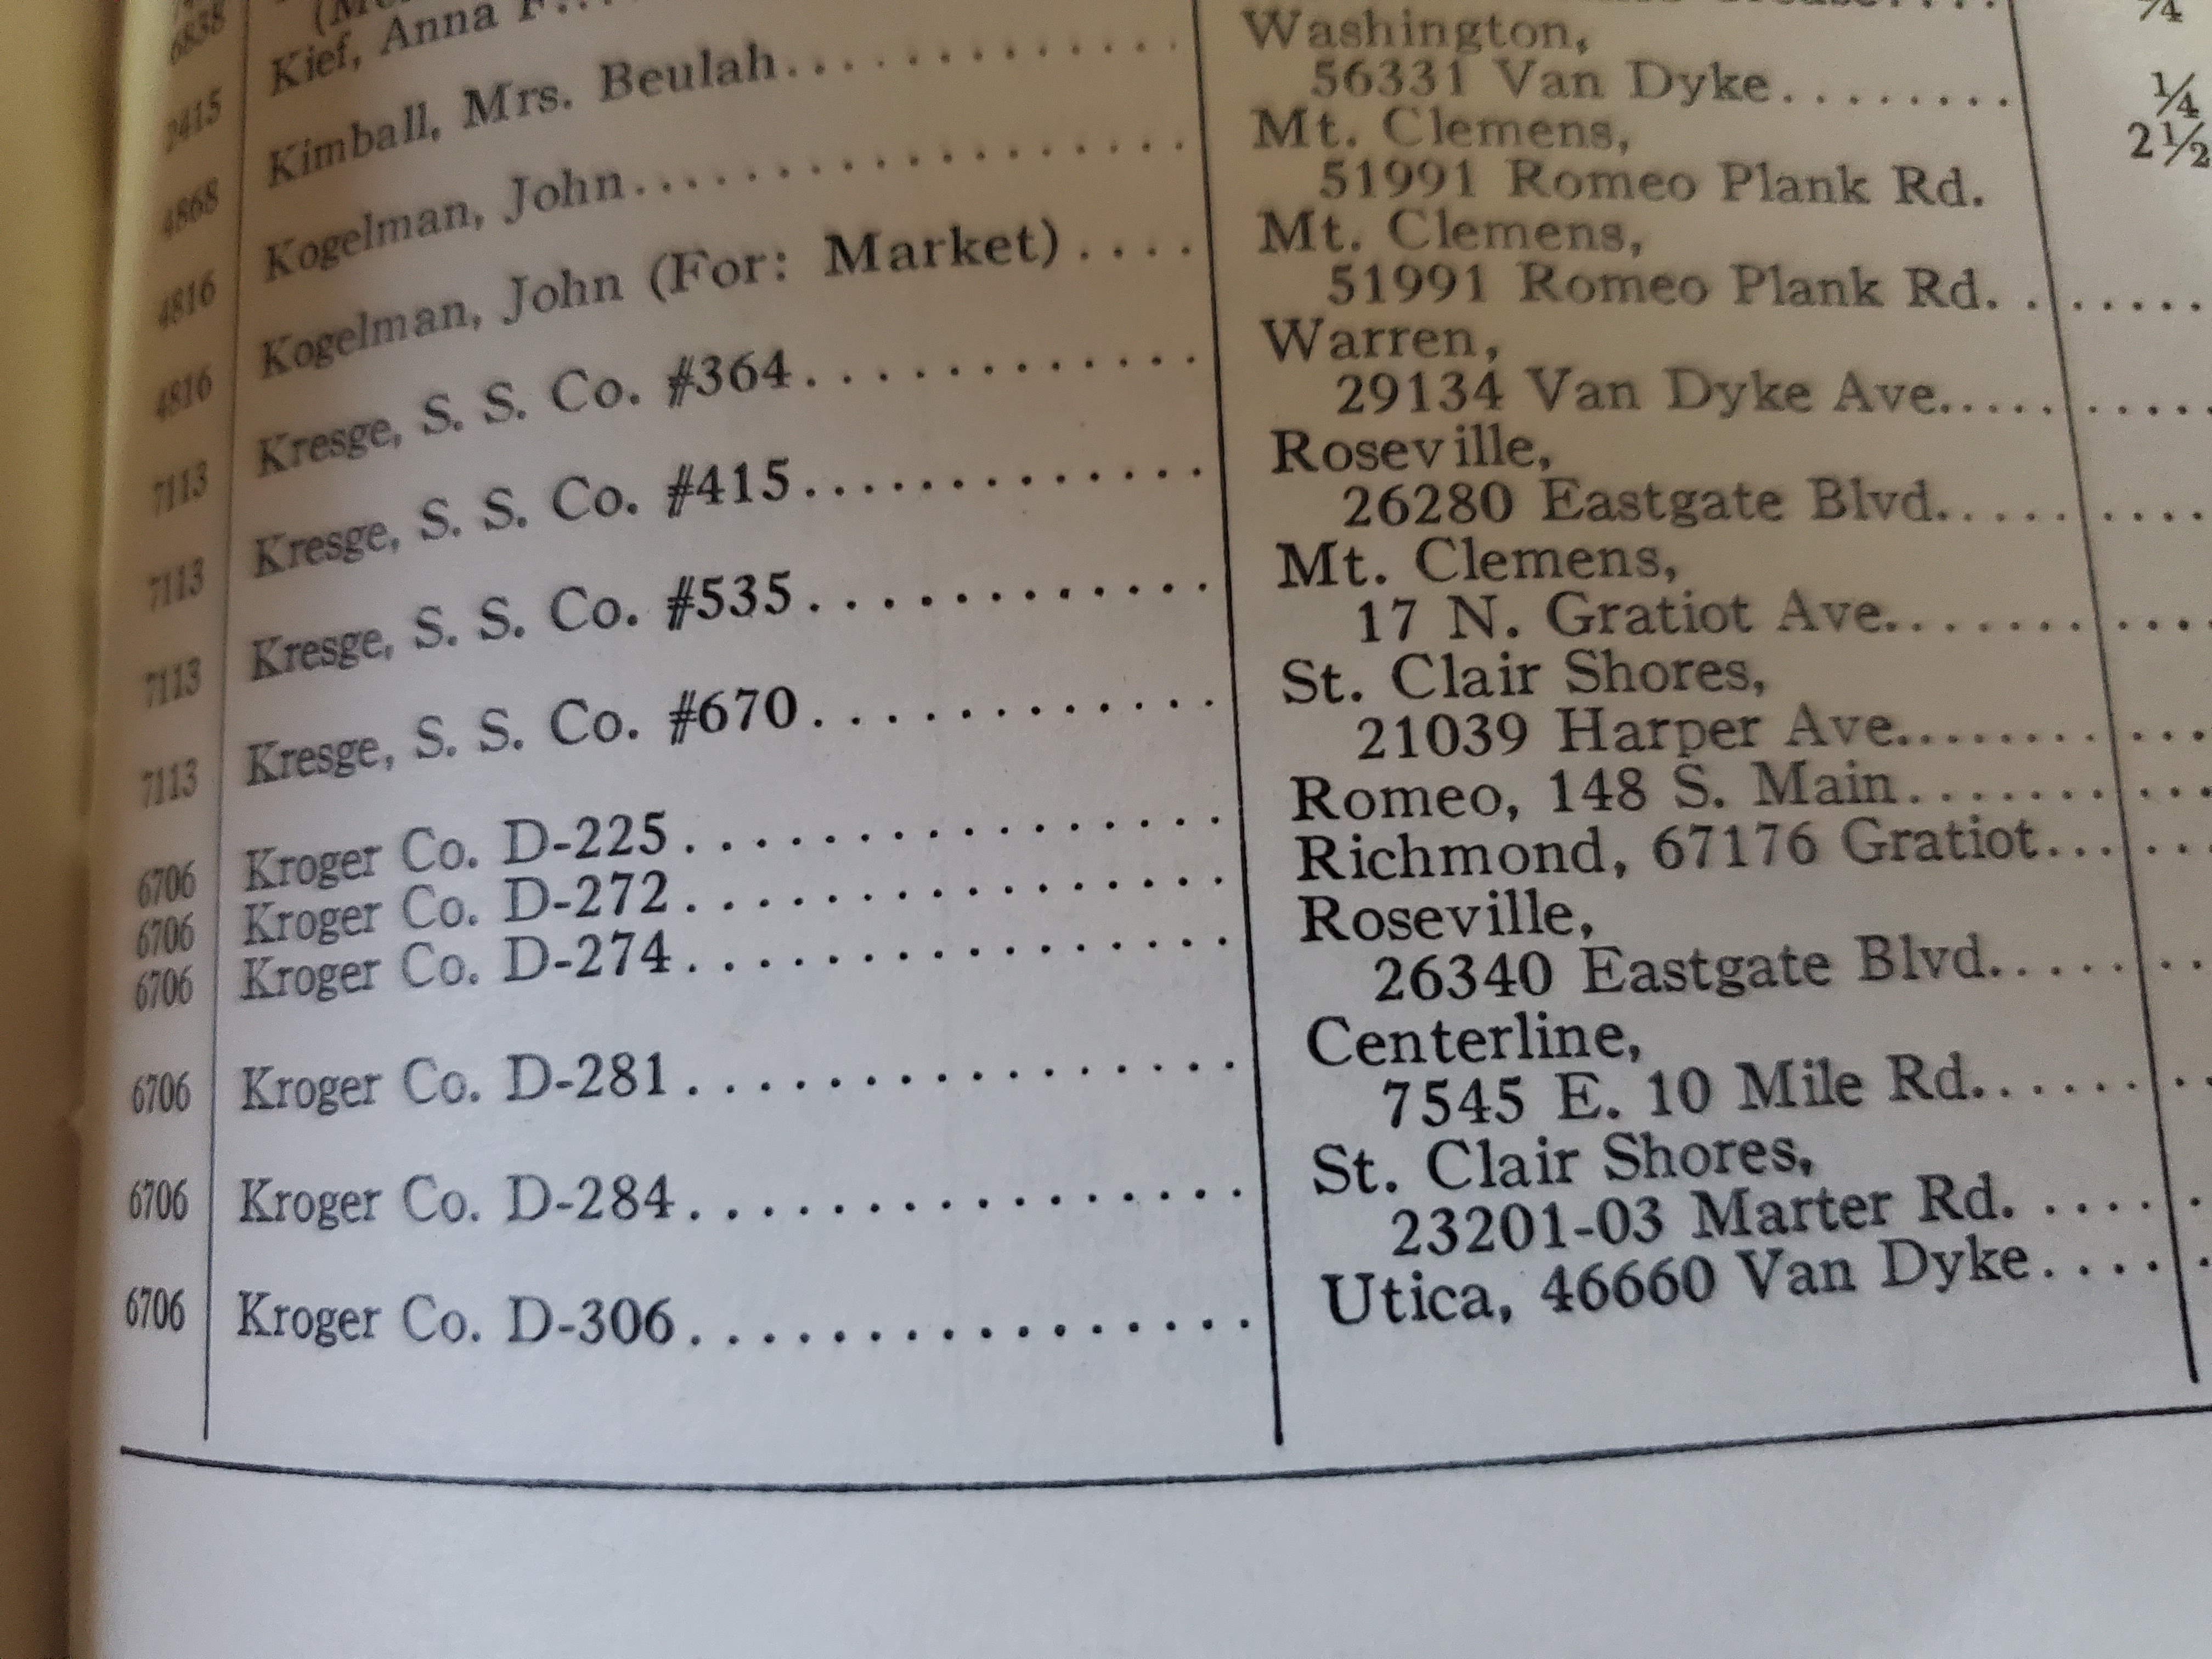 6838 Kief, Anna F...
Washington,
2415 Kimball, Mrs. Beulah............. 56331 Van Dyke........ ¼
Mt. Clemens, 2½
4868 Kogelman, John................ 51991 Romeo Plank Rd.
Mt. Clemens,
4816 Kogelman, John (For: Market).... 51991 Romeo Plank Rd........
Warren,
4816
7113 Kresge, S. S. Co. #364............ 29134 Van Dyke Ave.........
Roseville,
7113 Kresge, S. S. Co. #415............. 26280 Eastgate Blvd.........
Mt. Clemens,
7113 Kresge, S. S. Co. #535............ 17 N. Gratiot Ave...........
St. Clair Shores,
7113 Kresge, S. S. Co. #670............ 21039 Harper Ave...........
6706 Kroger Co. D-225................ Romeo, 148 S. Main..........
6706 Kroger Co. D-272................ Richmond, 67176 Gratiot......
6706 Kroger Co. D-274................ Roseville,
26340 Eastgate Blvd.......
Centerline,
6706 Kroger Co. D-281................ 7545 E. 10 Mile Rd........
St. Clair Shores,
6706 Kroger Co. D-284................ 23201-03 Marter Rd. ......
6706 Kroger Co. D-306................. Utica, 46660 Van Dyke......